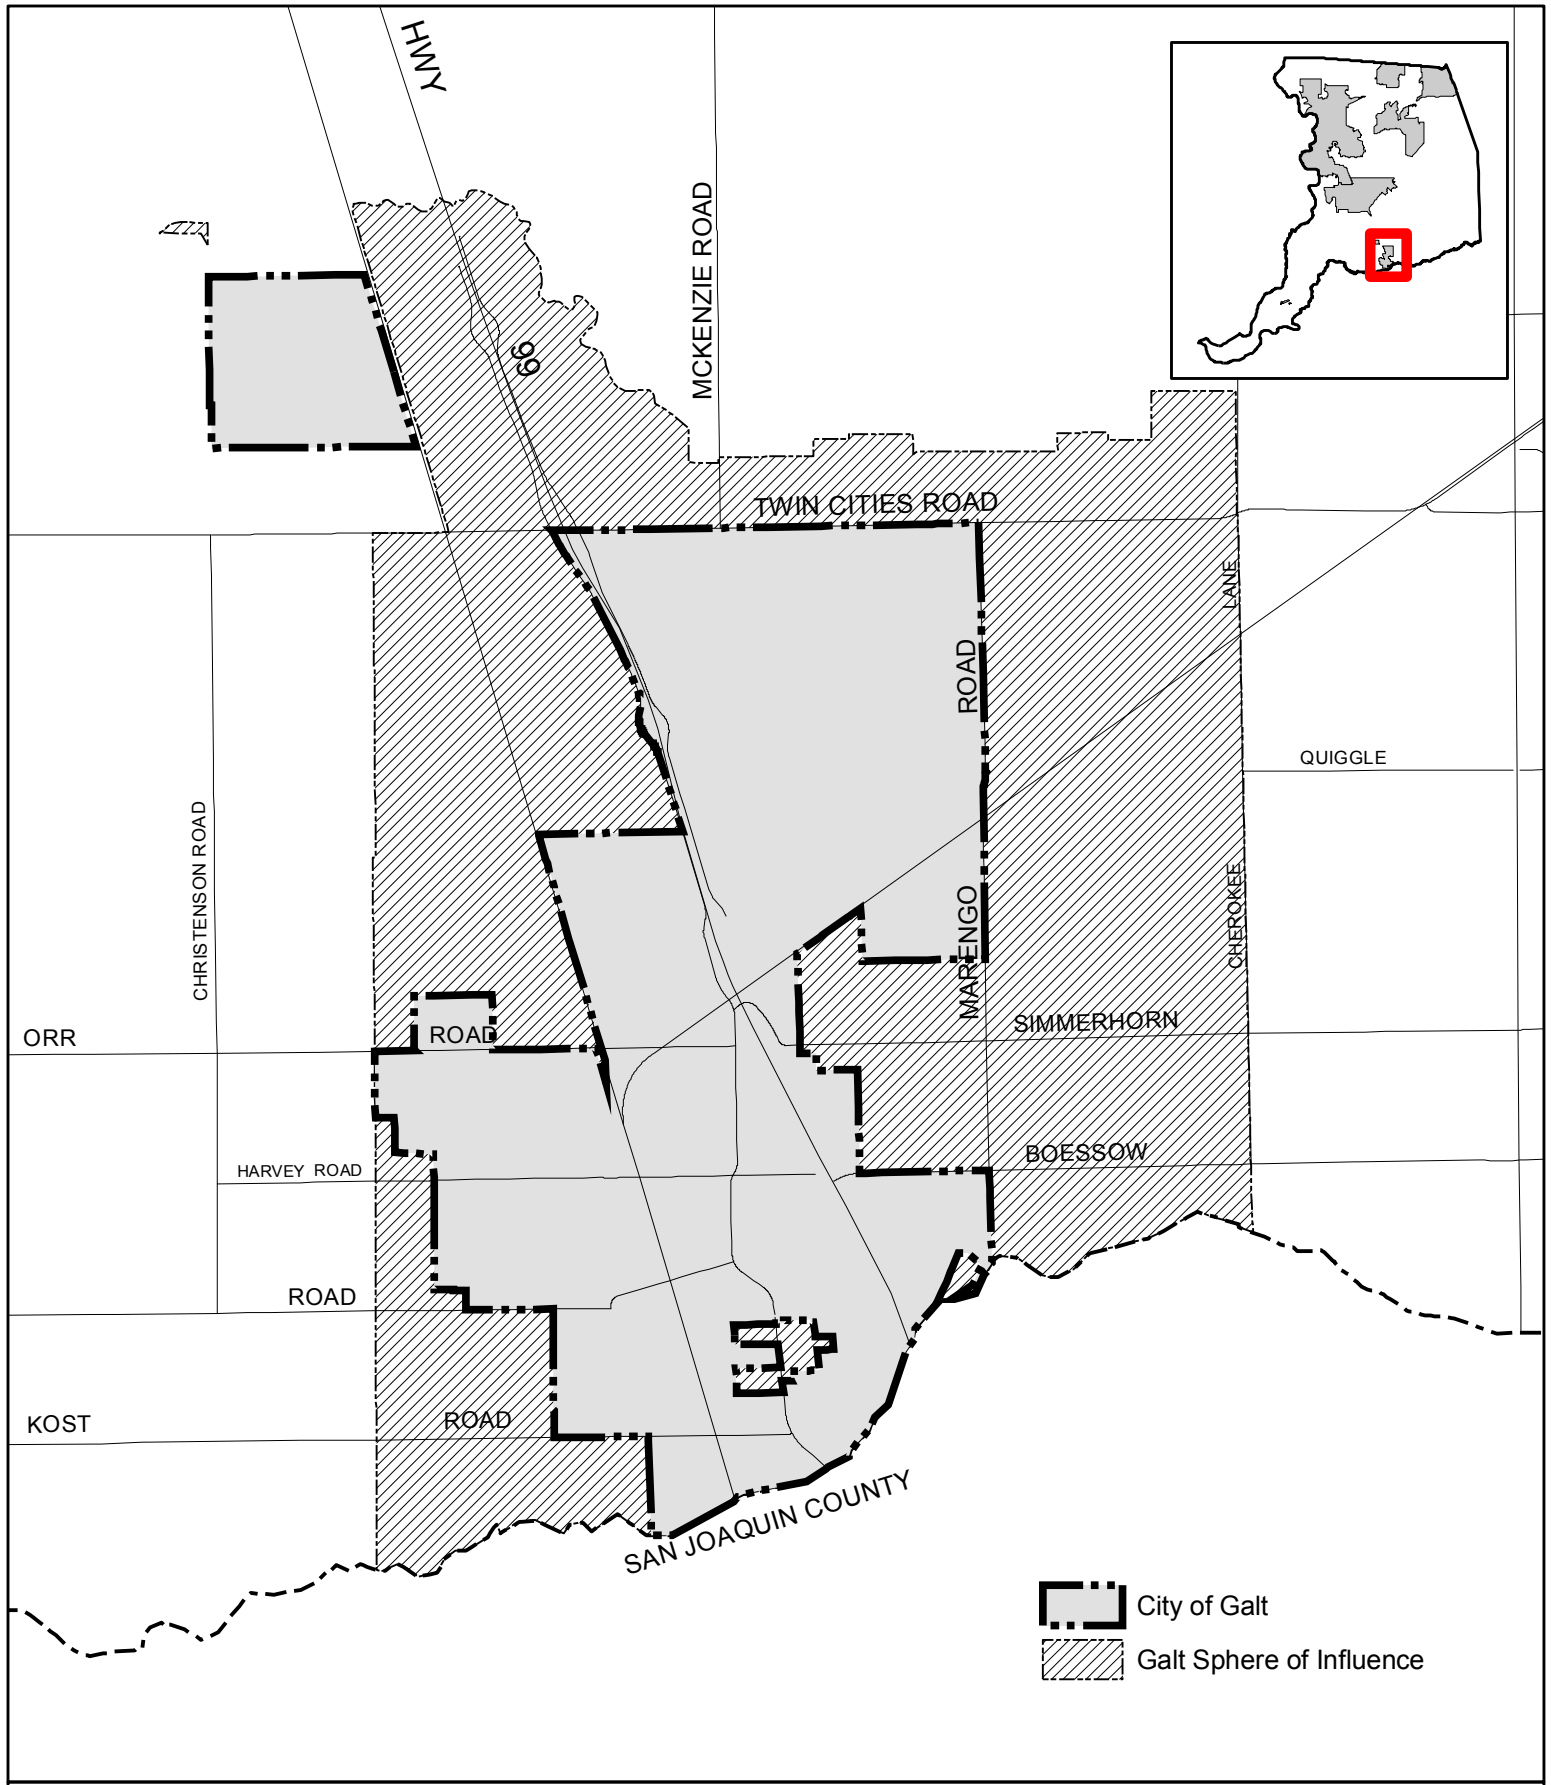 HWY
99
MCKENZIE ROAD
TWIN CITIES ROAD
LANE
ROAD
QUIGGLE
CHRISTENSON ROAD
CHEROKEE
MARENGO
ORR
ROAD
SIMMERHORN
HARVEY ROAD
BOESSOW
ROAD
KOST
ROAD
SAN JOAQUIN COUNTY
City of Galt
Galt Sphere of Influence